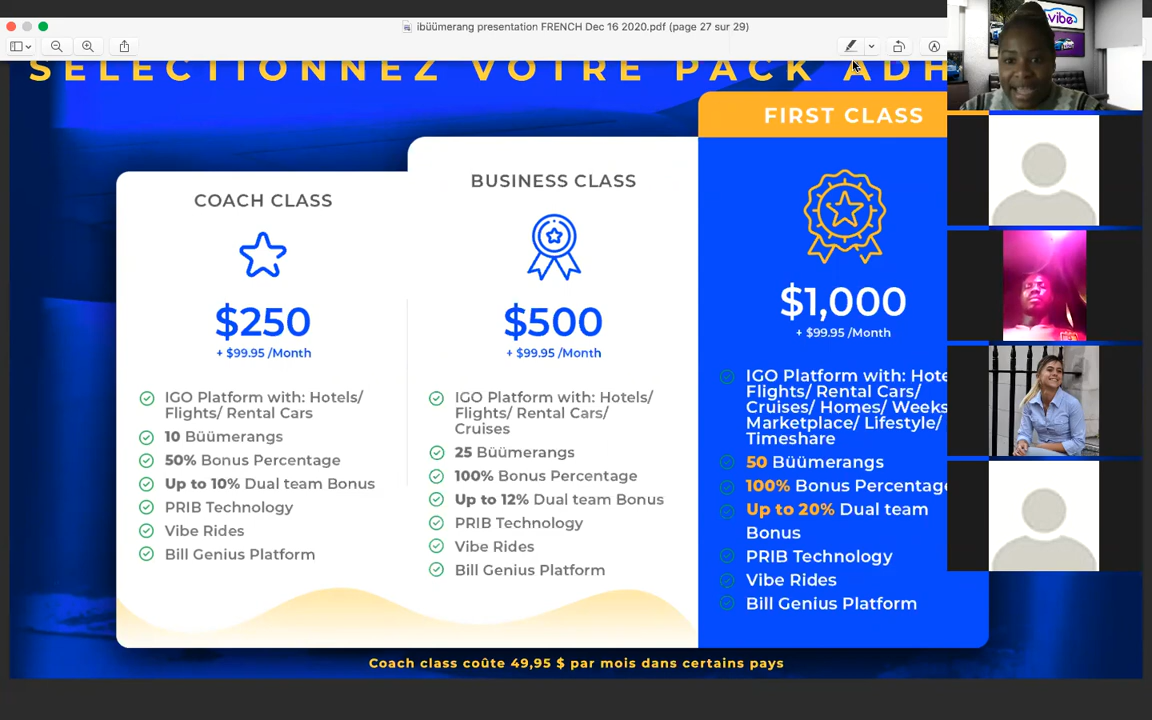 ibüümerang presentation FRENCH Dec 16 2020.pdf (page 27 sur 29)
vibe
SÉLECTIONNEZ VOTRE PACK ADH
FIRST CLASS
COACH CLASS
BUSINESS CLASS
$250
+ $99.95 /Month
$500
+ $99.95 /Month
$1,000
+ $99.95 /Month
IGO Platform with: Hotels/
Flights/ Rental Cars
10 Büümerangs
50% Bonus Percentage
Up to 10% Dual team Bonus
PRIB Technology
Vibe Rides
Bill Genius Platform
IGO Platform with: Hotels/
Flights/ Rental Cars/
Cruises
25 Büümerangs
100% Bonus Percentage
Up to 12% Dual team Bonus
PRIB Technology
Vibe Rides
Bill Genius Platform
IGO Platform with: Hote
Flights/ Rental Cars/
Cruises/ Homes/ Weeks
Marketplace/ Lifestyle/
Timeshare
50 Büümerangs
100% Bonus Percentage
Up to 20% Dual team
Bonus
PRIB Technology
Vibe Rides
Bill Genius Platform
Coach class coûte 49,95 $ par mois dans certains pays